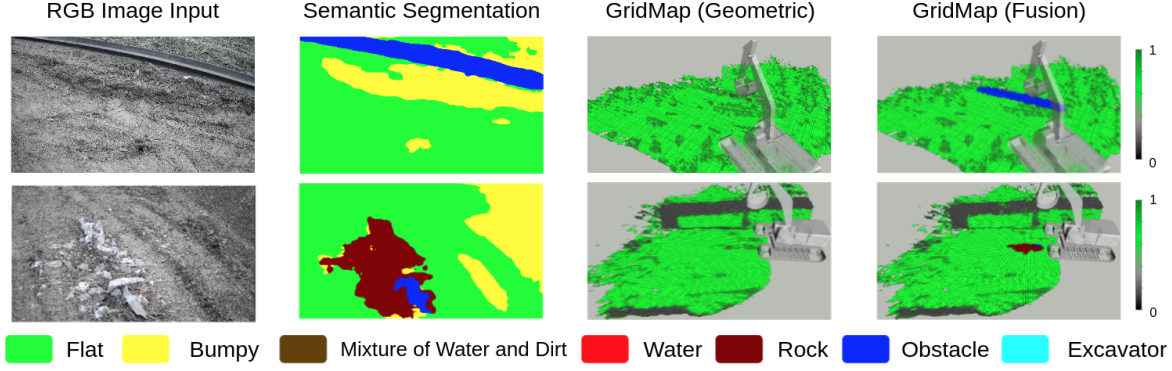 RGB Image Input
Semantic Segmentation
GridMap (Geometric)
GridMap (Fusion)
1
0
1
0
Flat
Bumpy
Mixture of Water and Dirt
Water
Rock
Obstacle
Excavator